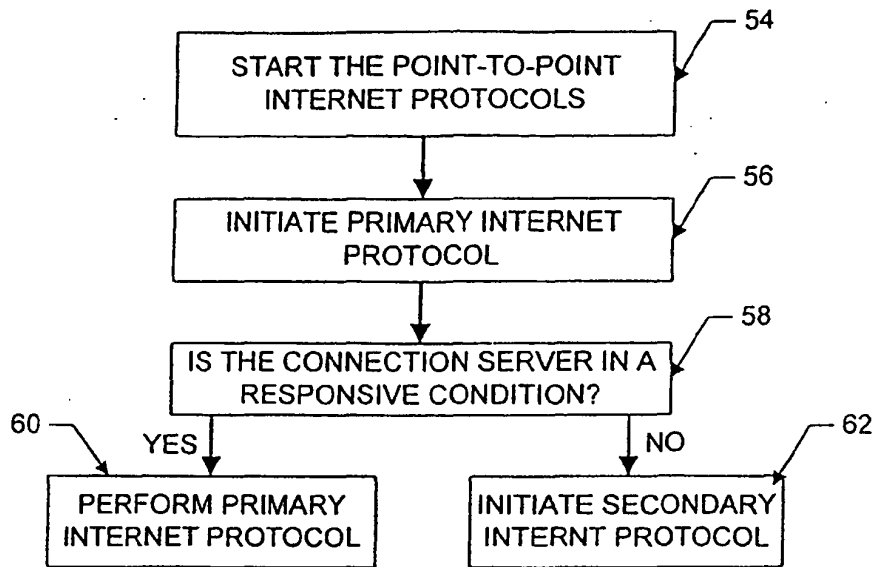 54
START THE POINT-TO-POINT
INTERNET PROTOCOLS
56
INITIATE PRIMARY INTERNET
PROTOCOL
58
IS THE CONNECTION SERVER IN A
RESPONSIVE CONDITION?
60
YES
NO
62
PERFORM PRIMARY
INTERNET PROTOCOL
INITIATE SECONDARY
INTERNT PROTOCOL